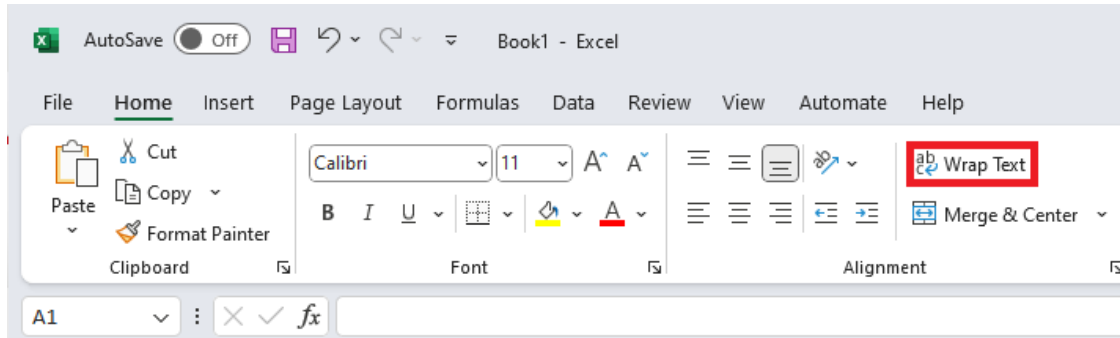 AutoSave Off Book1 - Excel
File Home Insert Page Layout Formulas Data Review View Automate Help
Paste
Cut
Copy
Format Painter
Clipboard
Calibri 11 A A
B I U A
Font
ab c Wrap Text
Merge & Center
Alignment
A1 fx